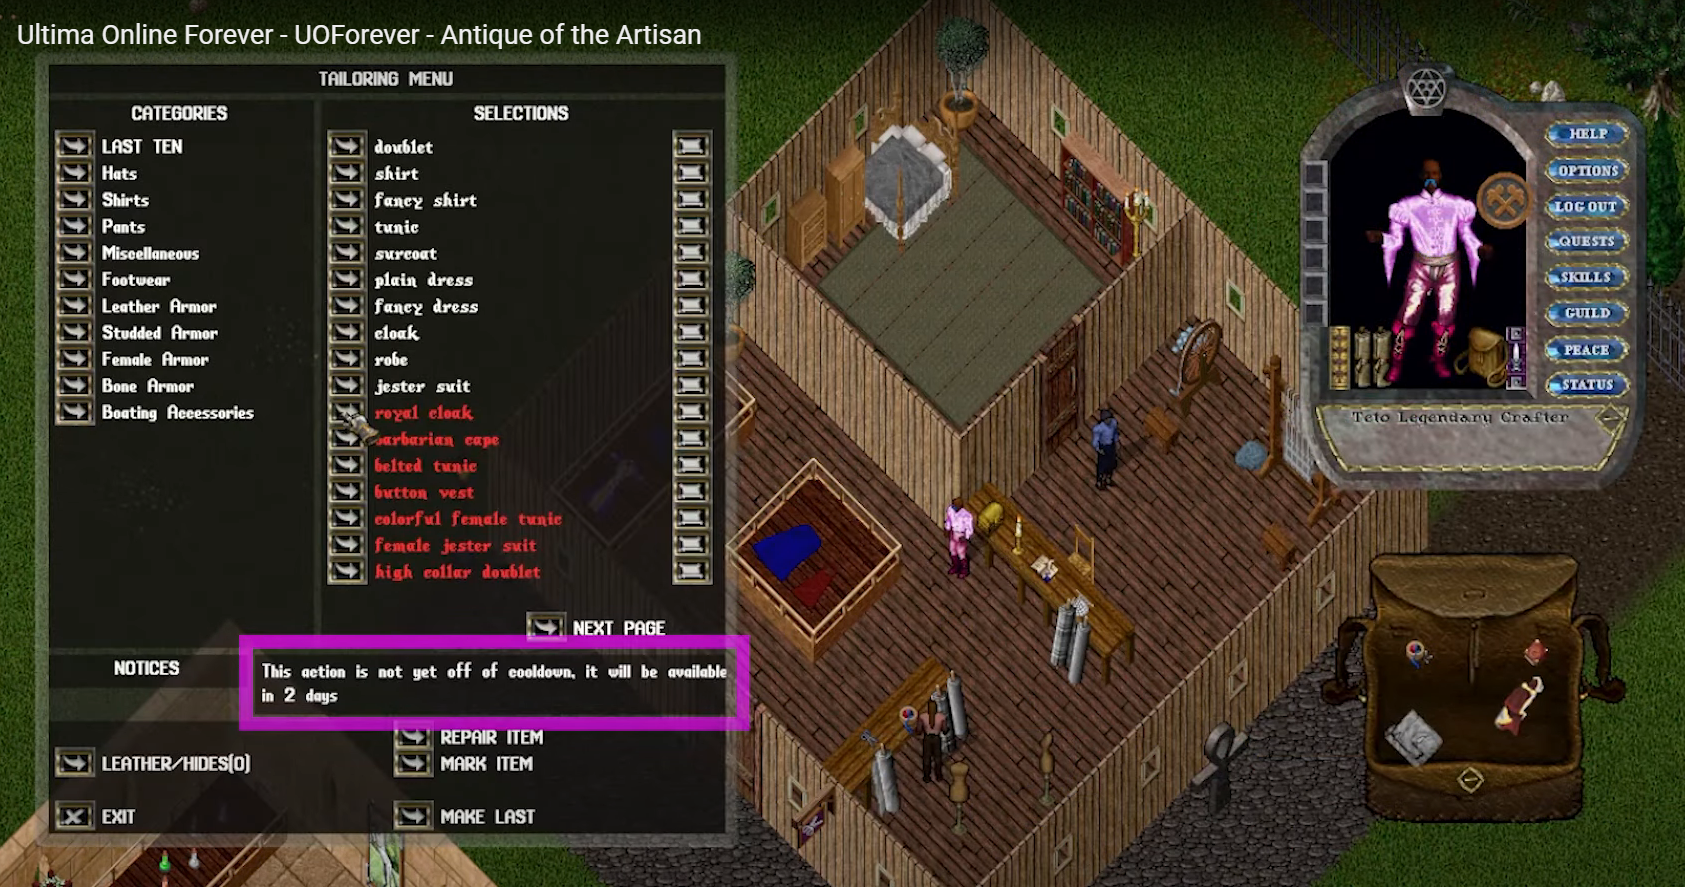 Ultima Online Forever - UOForever - Antique of the Artisan
TAILORING MENU
CATEGORIES
LAST TEN
Hats
Shirts
Pants
Miscellaneous
Footwear
Leather Armor
Studded Armor
Female Armor
Bone Armor
Boating Accessories
SELECTIONS
doublet
shirt
fancy shirt
tunic
surcoat
plain dress
fancy dress
cloak
robe
jester suit
royal cloak
barbarian cape
belted tunic
button vest
colorful female tunic
female jester suit
high collar doublet
NEXT PAGE
NOTICES
This action is not yet off of cooldown, it will be available
in 2 days
LEATHER/HIDES(0)
EXIT
REPAIR ITEM
MARK ITEM
MAKE LAST
HELP
OPTIONS
LOG OUT
QUESTS
SKILLS
GUILD
PEACE
STATUS
Teto Legendary Crafter